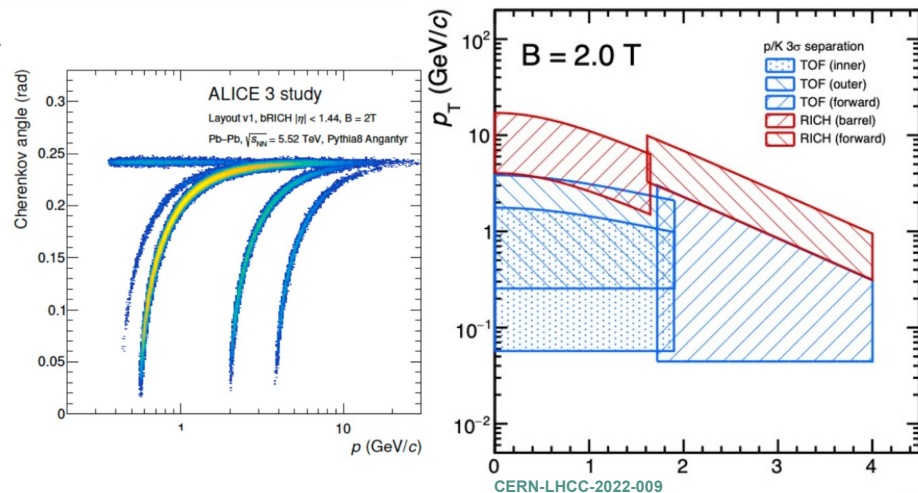 ALICE 3 study
Layout v1, bRICH |η| < 1.44, B = 2T
Pb–Pb, √sNN = 5.52 TeV, Pythia8 Angantyr
Cherenkov angle (rad)
0.3
0.25
0.2
0.15
0.1
0.05
0
1
10
p (GeV/c)
B = 2.0 T
p/K 3σ separation
TOF (inner)
TOF (outer)
TOF (forward)
RICH (barrel)
RICH (forward)
pT (GeV/c)
10²
10
1
10⁻¹
10⁻²
0
1
2
3
4
CERN-LHCC-2022-009